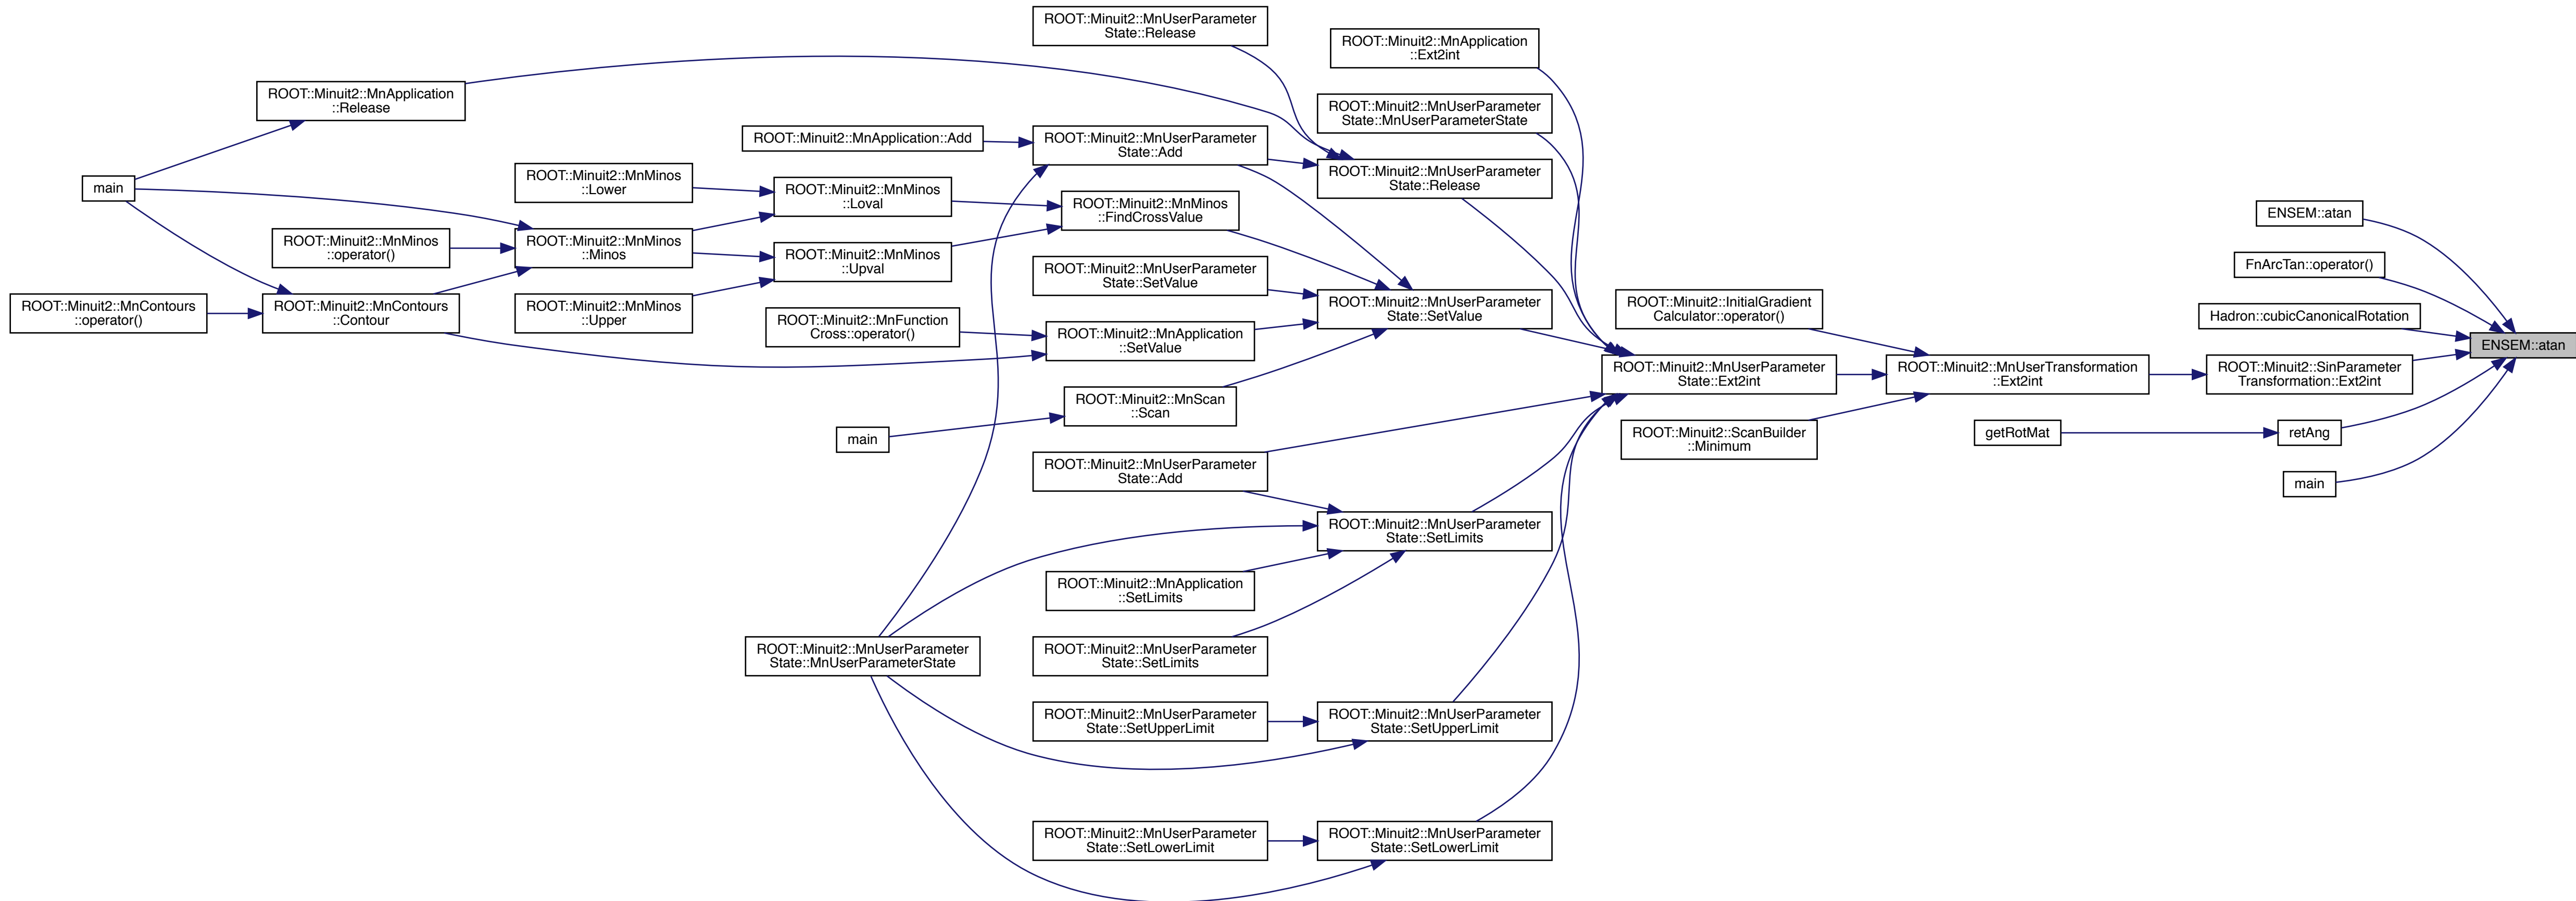 ROOT::Minuit2::MnUserParameter
State::Release
ROOT::Minuit2::MnApplication
::Ext2int
ROOT::Minuit2::MnApplication
::Release
ROOT::Minuit2::MnUserParameter
State::MnUserParameterState
ROOT::Minuit2::MnApplication::Add
ROOT::Minuit2::MnUserParameter
State::Add
ROOT::Minuit2::MnUserParameter
State::Release
main
ROOT::Minuit2::MnMinos
::Lower
ROOT::Minuit2::MnMinos
::Loval
ROOT::Minuit2::MnMinos
::FindCrossValue
ENSEM::atan
ROOT::Minuit2::MnMinos
::operator()
ROOT::Minuit2::MnMinos
::Minos
ROOT::Minuit2::MnMinos
::Upval
ROOT::Minuit2::MnUserParameter
State::SetValue
FnArcTan::operator()
ROOT::Minuit2::MnContours
::operator()
ROOT::Minuit2::MnContours
::Contour
ROOT::Minuit2::MnMinos
::Upper
ROOT::Minuit2::MnFunction
Cross::operator()
ROOT::Minuit2::MnApplication
::SetValue
ROOT::Minuit2::MnUserParameter
State::SetValue
ROOT::Minuit2::InitialGradient
Calculator::operator()
Hadron::cubicCanonicalRotation
ENSEM::atan
ROOT::Minuit2::MnUserParameter
State::Ext2int
ROOT::Minuit2::MnUserTransformation
::Ext2int
ROOT::Minuit2::SinParameter
Transformation::Ext2int
ROOT::Minuit2::MnScan
::Scan
main
ROOT::Minuit2::ScanBuilder
::Minimum
getRotMat
retAng
ROOT::Minuit2::MnUserParameter
State::Add
main
ROOT::Minuit2::MnUserParameter
State::SetLimits
ROOT::Minuit2::MnApplication
::SetLimits
ROOT::Minuit2::MnUserParameter
State::MnUserParameterState
ROOT::Minuit2::MnUserParameter
State::SetLimits
ROOT::Minuit2::MnUserParameter
State::SetUpperLimit
ROOT::Minuit2::MnUserParameter
State::SetUpperLimit
ROOT::Minuit2::MnUserParameter
State::SetLowerLimit
ROOT::Minuit2::MnUserParameter
State::SetLowerLimit